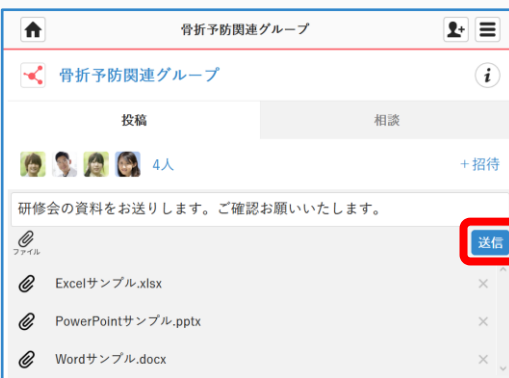 骨折予防関連グループ
骨折予防関連グループ
i
投稿
相談
4人
+招待
研修会の資料をお送りします。ご確認お願いいたします。
ファイル
送信
Excelサンプル.xlsx
PowerPointサンプル.pptx
Wordサンプル.docx